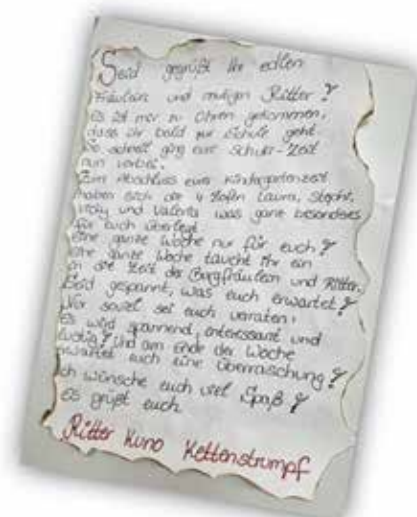 Seid gegrüßt Ihr edlen
Fräulein und mutigen Ritter!
Es ist mir zu Ohren gekommen,
dass ihr bald zur Schule geht.
So schnell ging eure Schuki-Zeit
nun vorbei.
Zum Abschluss eurer Kindergartenzeit
haben sich die 4 Zofen Laura, Stephi,
Vicky und Valeria was ganz besonderes
für euch überlegt.
Eine ganze Woche nur für euch!
Eine ganze Woche taucht Ihr ein
in die Zeit der Burgfräulein und Ritter.
Seid gespannt, was euch erwartet!
Nur soviel sei euch verraten:
Es wird spannend, interessant und
lustig! Und am Ende der Woche
erwartet euch eine Überraschung!
Ich wünsche euch viel Spaß!
Es grüßt euch
Ritter Kuno Kettenstrumpf